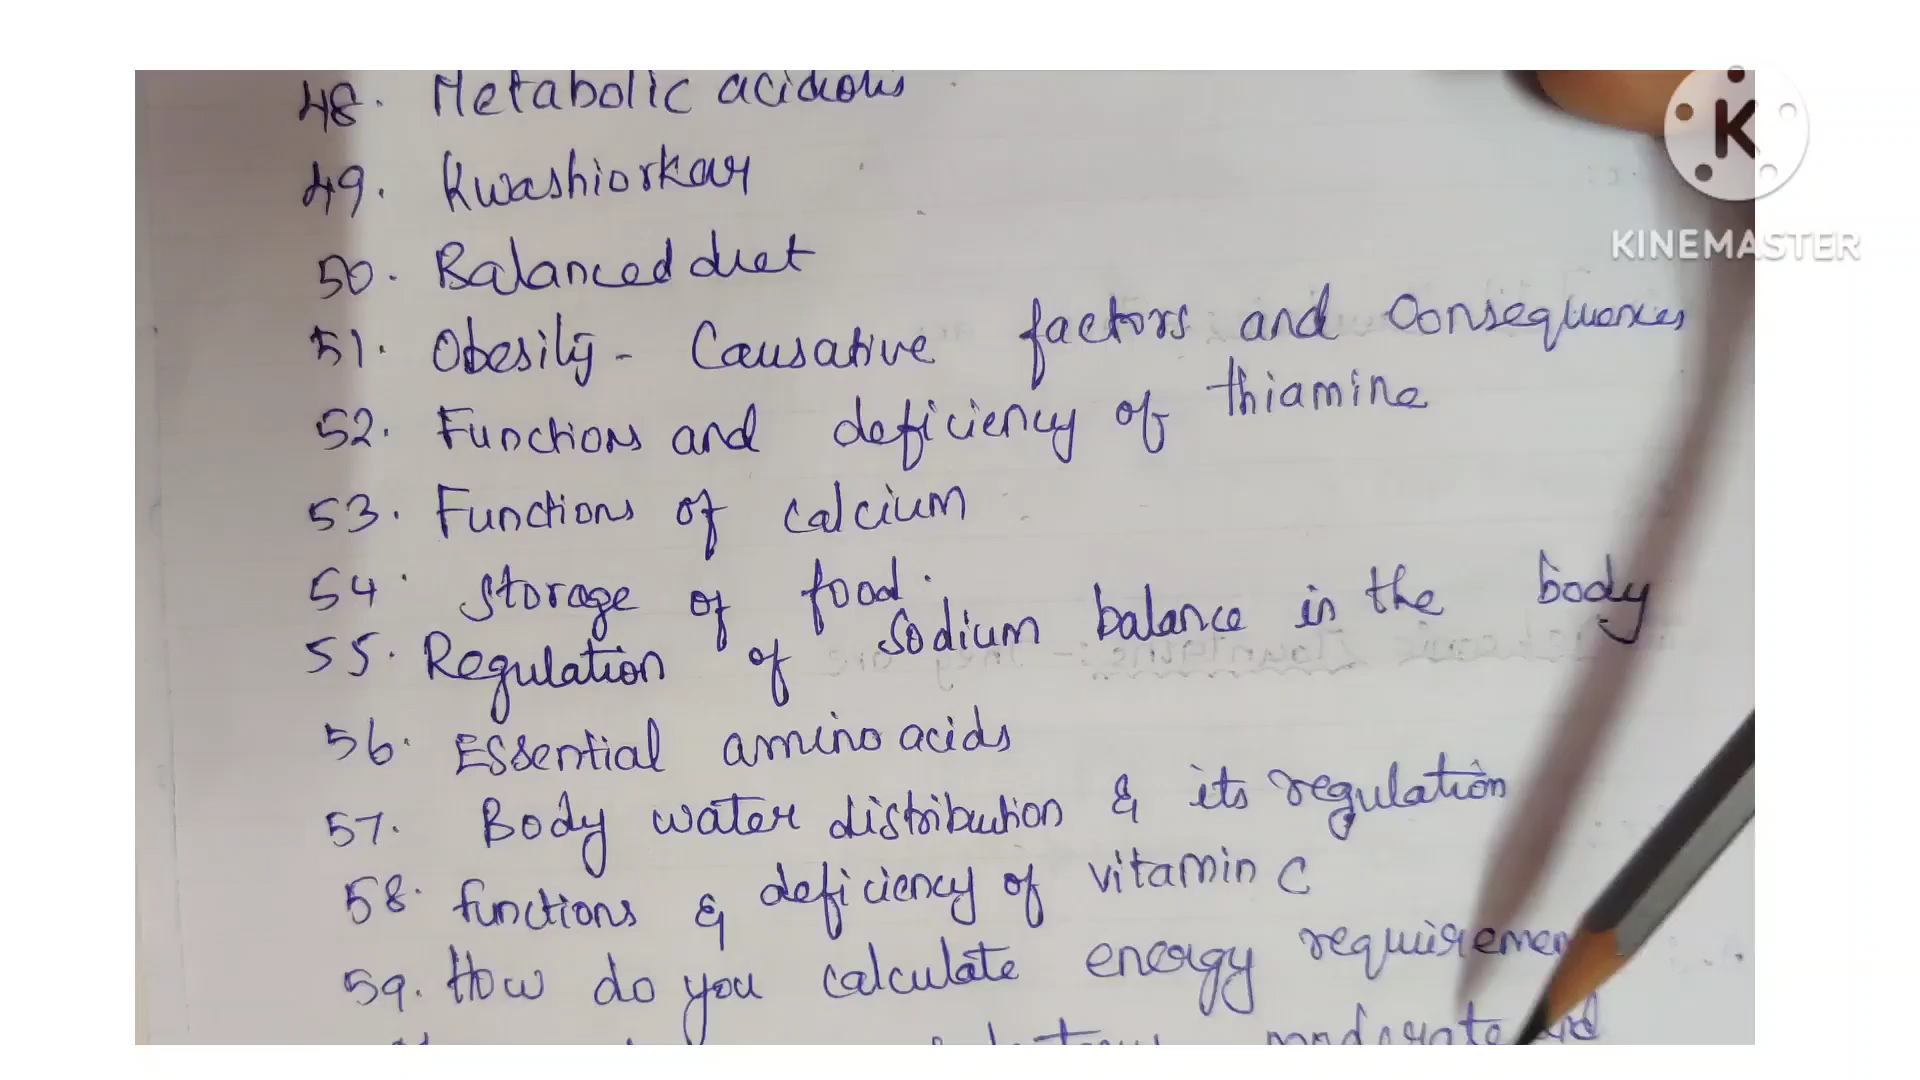 48. Metabolic acidosis
49. Kwashiorkar
50. Balanced diet
51. Obesity - Causative factors and Consequences
52. Functions and deficiency of thiamine
53. Functions of calcium
54. Storage of food.
55. Regulation of sodium balance in the body
56. Essential amino acids
57. Body water distribution & its regulation
58. functions & deficiency of vitamin C
59. How do you calculate energy
moderate and
K
KINEMASTER